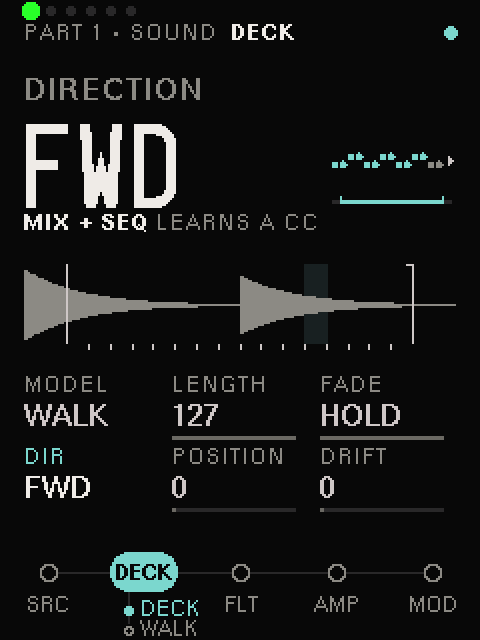 PART 1 · SOUND DECK
DIRECTION
FWD
MIX + SEQ LEARNS A CC
MODEL LENGTH FADE
WALK 127 HOLD
DIR POSITION DRIFT
FWD 0 0
DECK
SRC DECK FLT AMP MOD
WALK